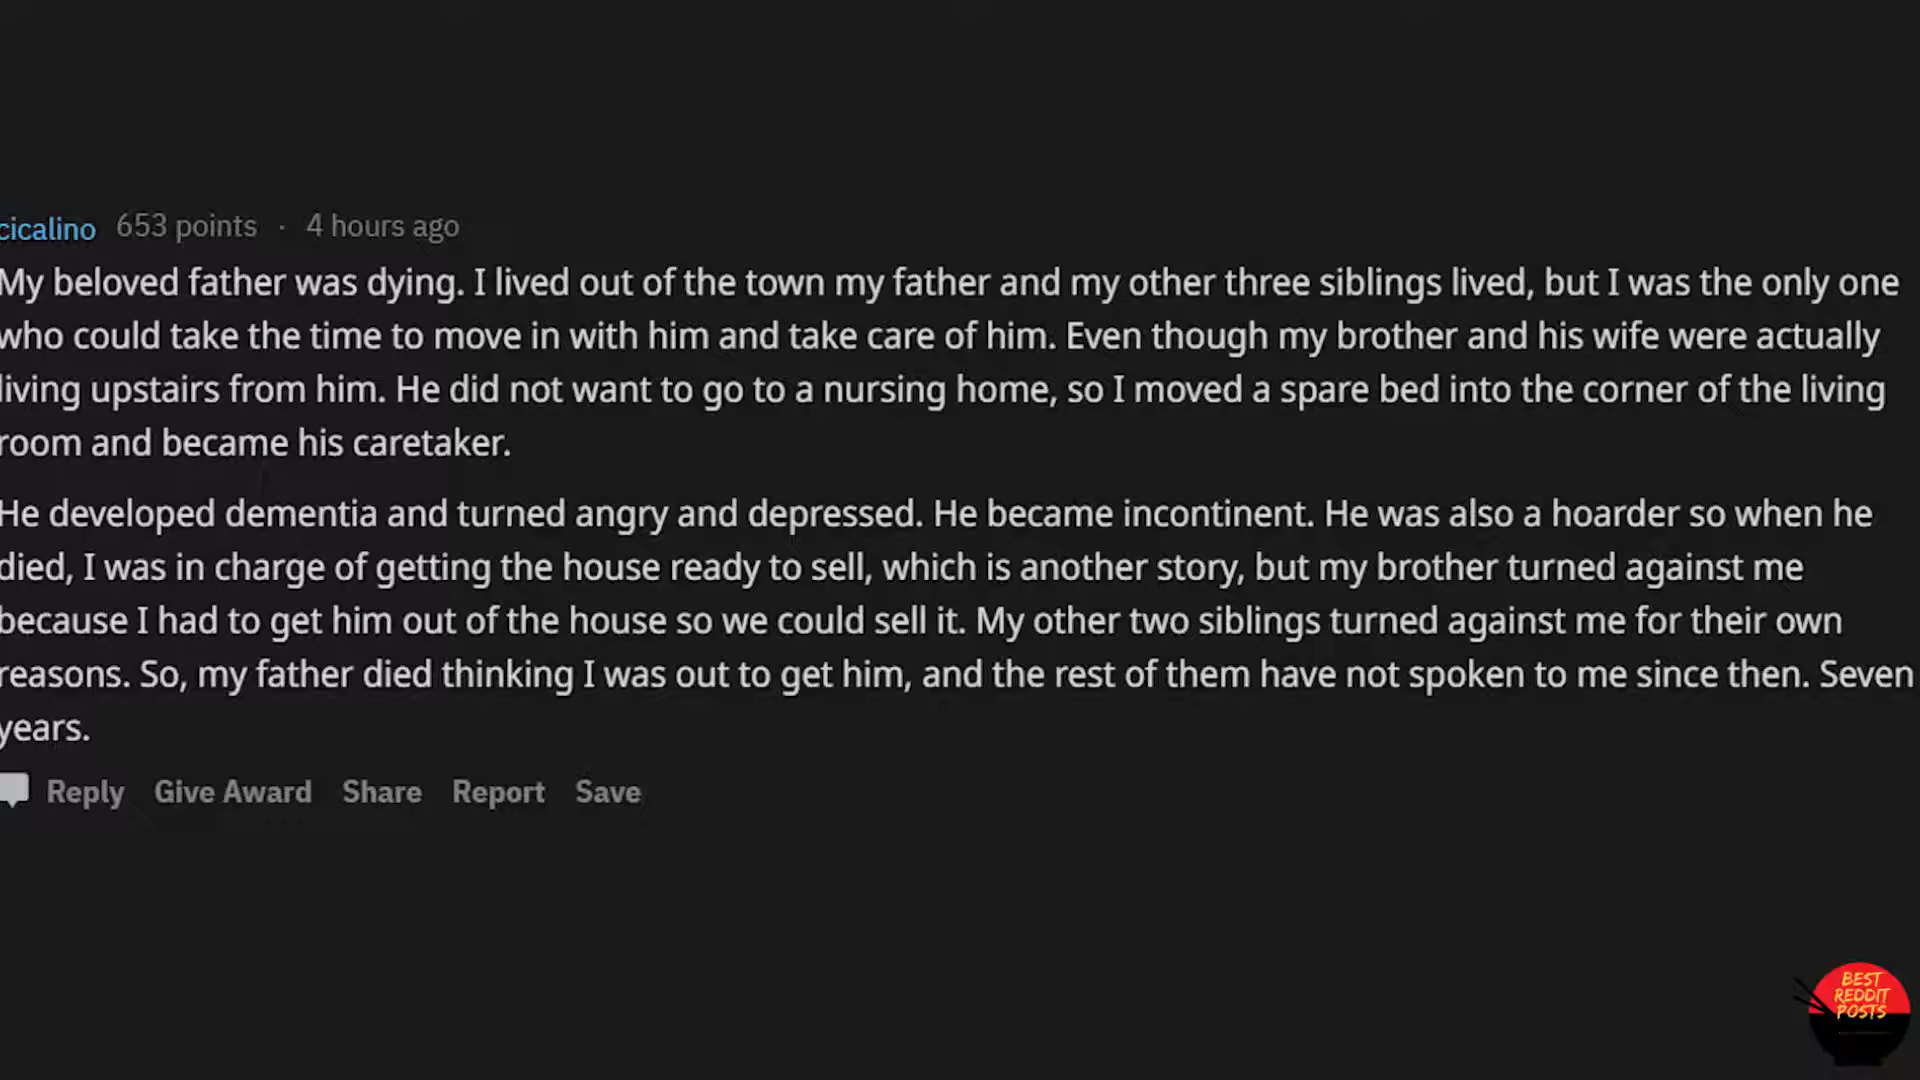 cicalino 653 points · 4 hours ago
My beloved father was dying. I lived out of the town my father and my other three siblings lived, but I was the only one
who could take the time to move in with him and take care of him. Even though my brother and his wife were actually
living upstairs from him. He did not want to go to a nursing home, so I moved a spare bed into the corner of the living
room and became his caretaker.
He developed dementia and turned angry and depressed. He became incontinent. He was also a hoarder so when he
died, I was in charge of getting the house ready to sell, which is another story, but my brother turned against me
because I had to get him out of the house so we could sell it. My other two siblings turned against me for their own
reasons. So, my father died thinking I was out to get him, and the rest of them have not spoken to me since then. Seven
years.
Reply Give Award Share Report Save
BEST
REDDIT
POSTS